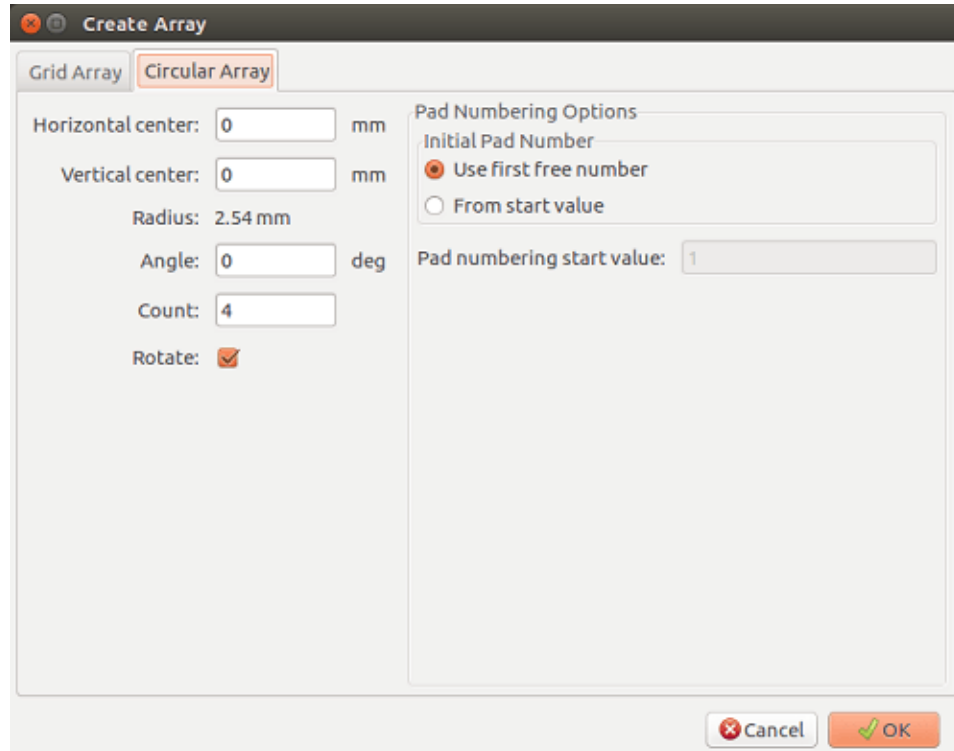 Create Array
Grid Array
Circular Array
Horizontal center: 0 mm
Vertical center: 0 mm
Radius: 2.54 mm
Angle: 0 deg
Count: 4
Rotate:
Pad Numbering Options
Initial Pad Number
Use first free number
From start value
Pad numbering start value: 1
Cancel
OK